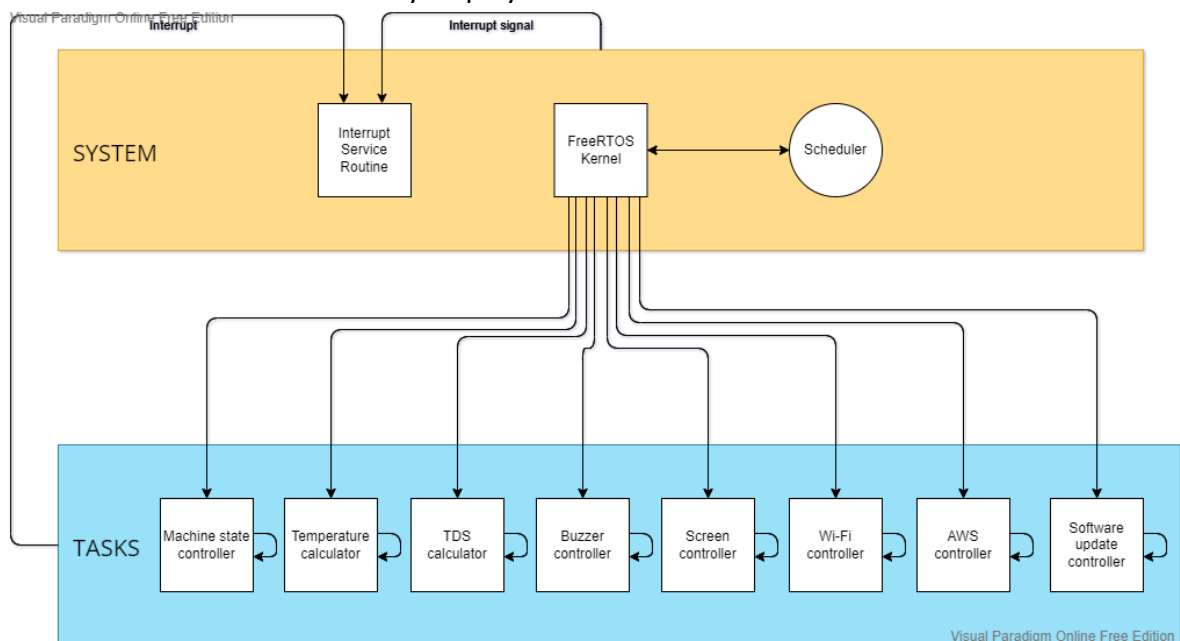 Visual Paradigm Online Free Edition
Interrupt
Interrupt signal
SYSTEM
Interrupt
Service
Routine
FreeRTOS
Kernel
Scheduler
TASKS
Machine state
controller
Temperature
calculator
TDS
calculator
Buzzer
controller
Screen
controller
Wi-Fi
controller
AWS
controller
Software
update
controller
Visual Paradigm Online Free Edition